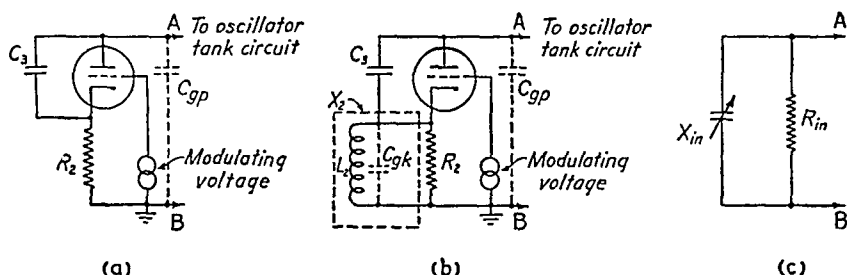 A
To oscillator
tank circuit
C3
Cgp
R2
Modulating
voltage
B
(a)
A
To oscillator
tank circuit
C3
Cgp
X2
L2
Cgk
R2
Modulating
voltage
B
(b)
A
Xin
Rin
B
(c)